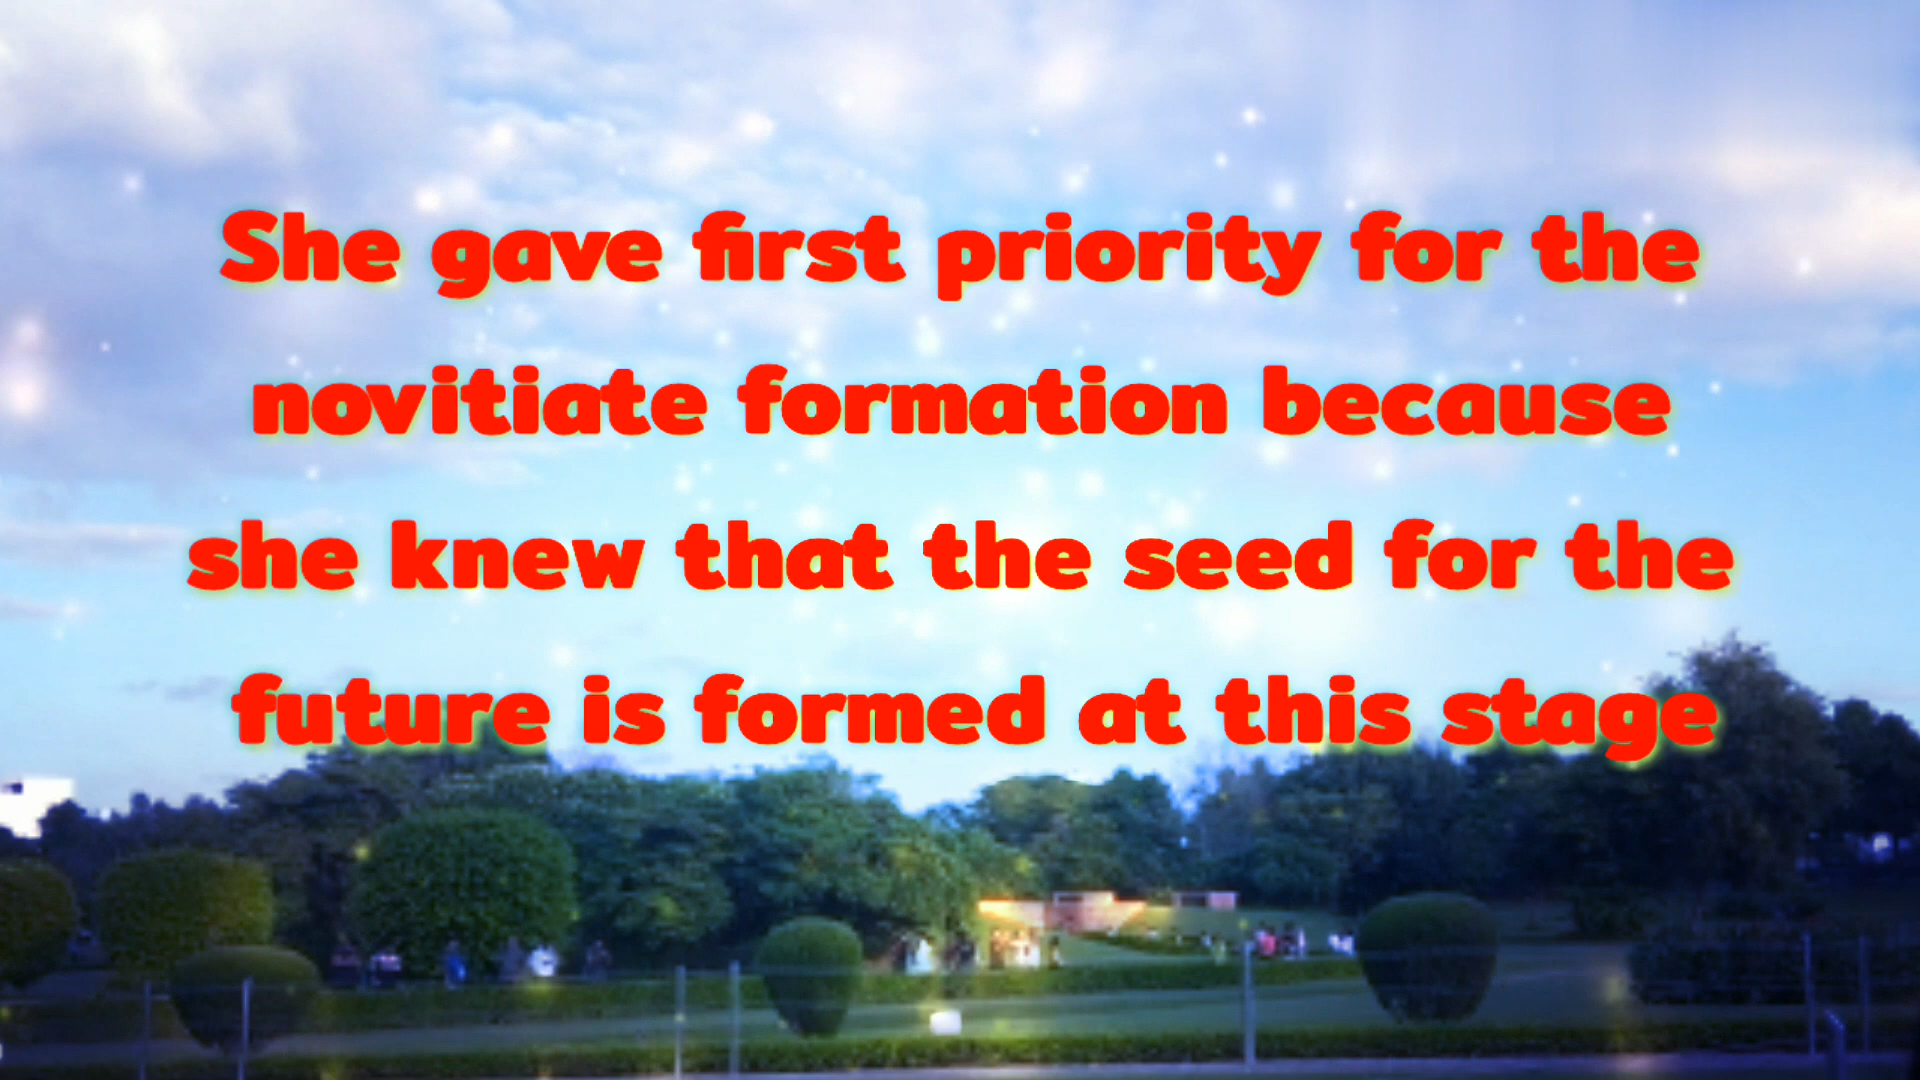 She gave first priority for the
novitiate formation because
she knew that the seed for the
future is formed at this stage